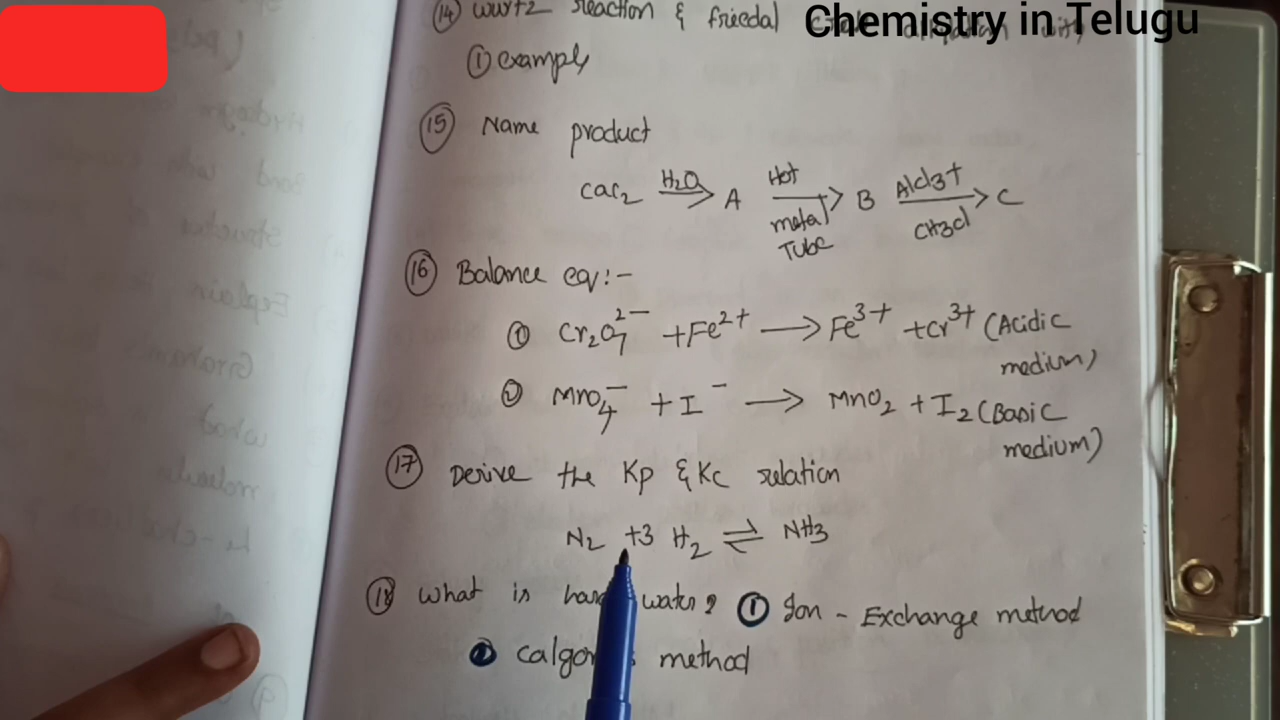 Chemistry in Telugu
(14) wurtz reaction & friedal
① example
(15) Name product
CaC2 H2O→ A Hot metal Tube→ B Alcl3+ CH3cl→ C
(16) Balance eq:-
① Cr2O7²⁻ + Fe²⁺ → Fe³⁺ + Cr³⁺ (Acidic medium)
② MnO4⁻ + I⁻ → MnO2 + I2 (Basic medium)
(17) Derive the Kp & Kc relation
N2 + 3 H2 ⇌ NH3
(18) What is hard water? ① Ion - Exchange method
② calgon method